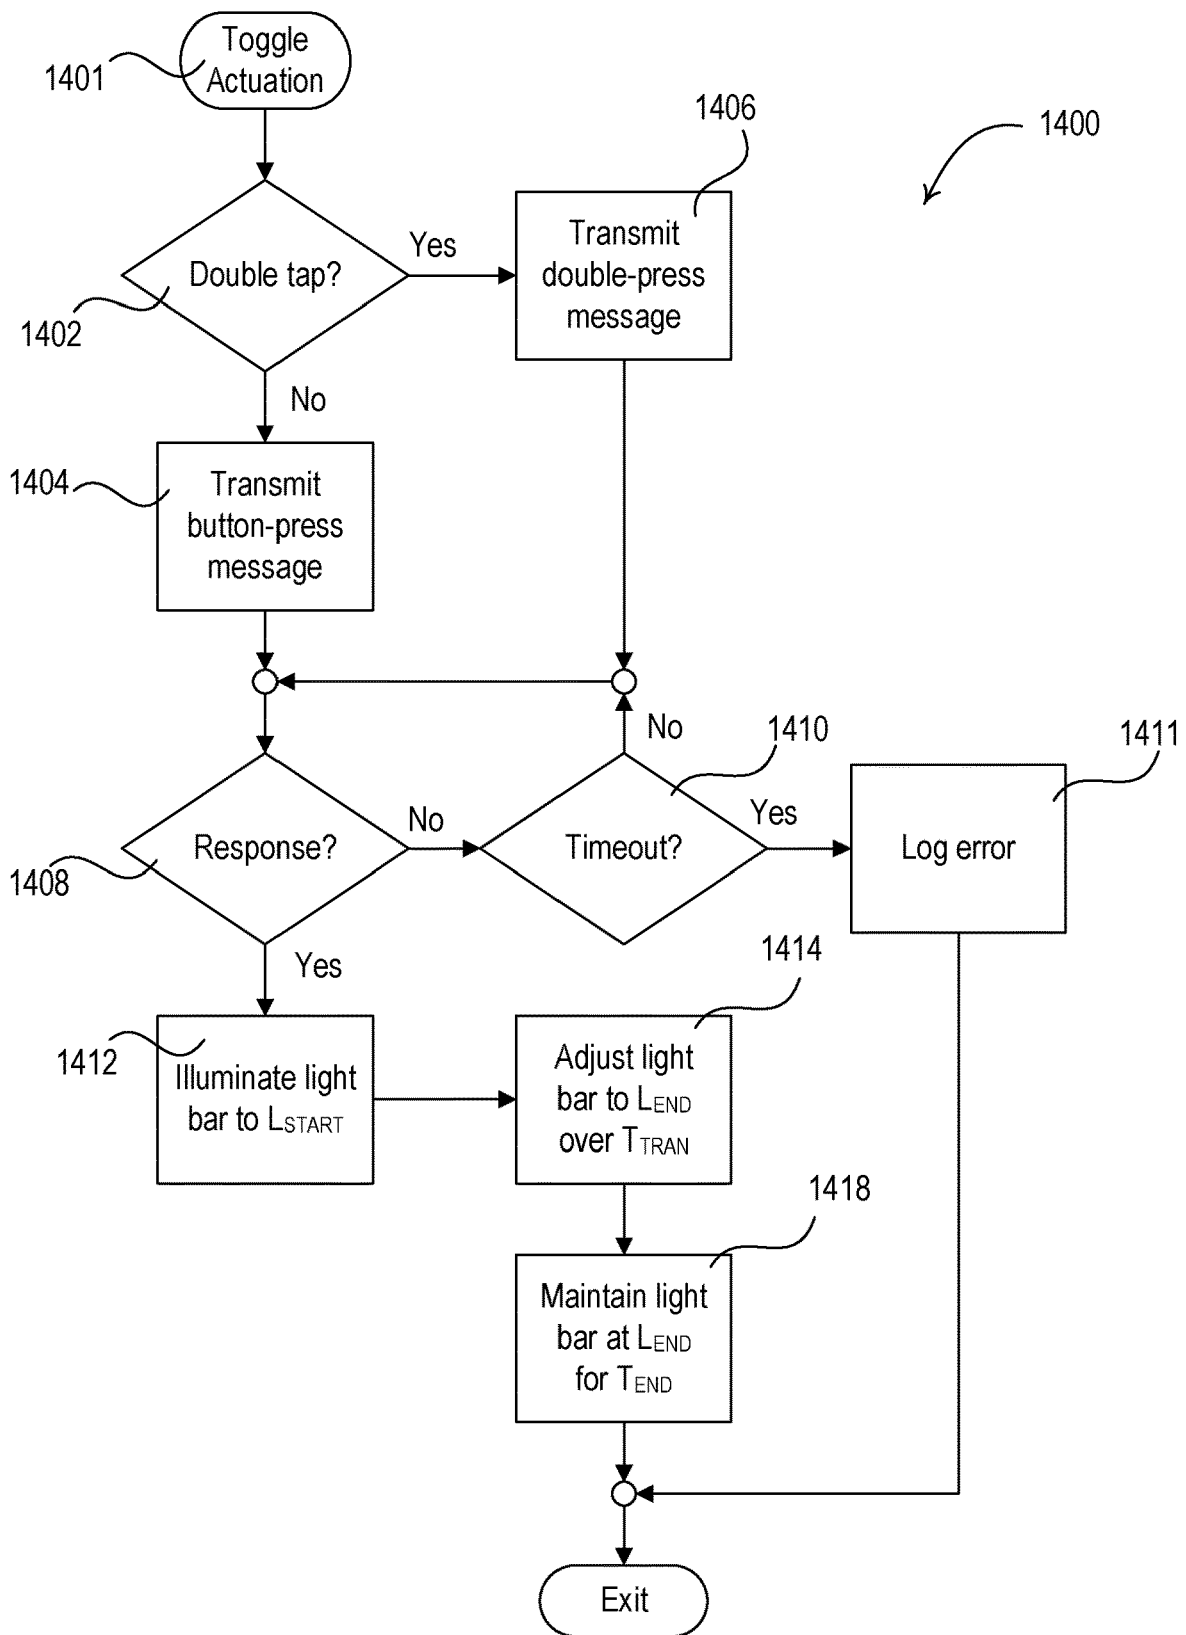 Toggle
Actuation
1401
1406
1400
Double tap?
Yes
Transmit
double-press
message
1402
No
1404
Transmit
button-press
message
No
1410
1411
Response?
No
Timeout?
Yes
Log error
1408
Yes
1414
1412
Illuminate light
bar to LSTART
Adjust light
bar to LEND
over TTRAN
1418
Maintain light
bar at LEND
for TEND
Exit